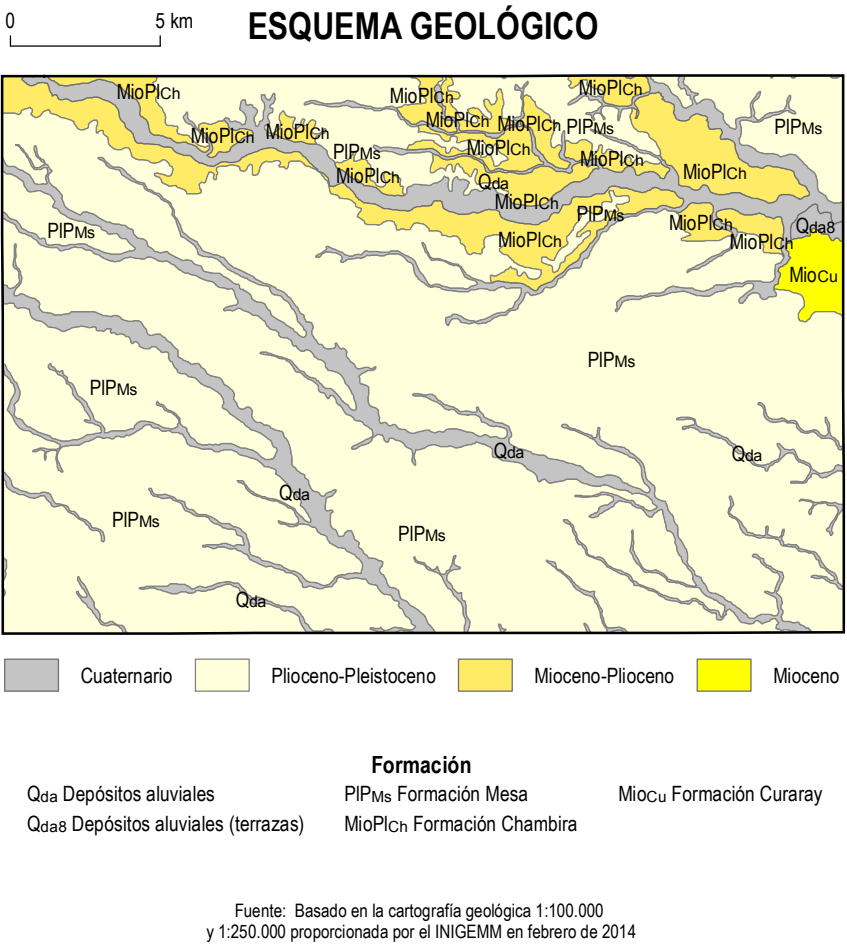 0 5 km
ESQUEMA GEOLÓGICO
MioPlCh
MioPlCh
MioPlCh
MioPlCh
MioPlCh
MioPlCh
MioPlCh
PlPMs
PlPMs
MioPlCh
PlPMs
MioPlCh
MioPlCh
MioPlCh
MioPlCh
Qda
MioPlCh
PlPMs
MioPlCh
Qda8
PlPMs
MioPlCh
MioPlCh
MioCu
PlPMs
PlPMs
Qda
Qda
Qda
PlPMs
PlPMs
Qda
Cuaternario Plioceno-Pleistoceno Mioceno-Plioceno Mioceno
Formación
Qda Depósitos aluviales PlPMs Formación Mesa MioCu Formación Curaray
Qda8 Depósitos aluviales (terrazas) MioPlCh Formación Chambira
Fuente: Basado en la cartografía geológica 1:100.000
y 1:250.000 proporcionada por el INIGEMM en febrero de 2014